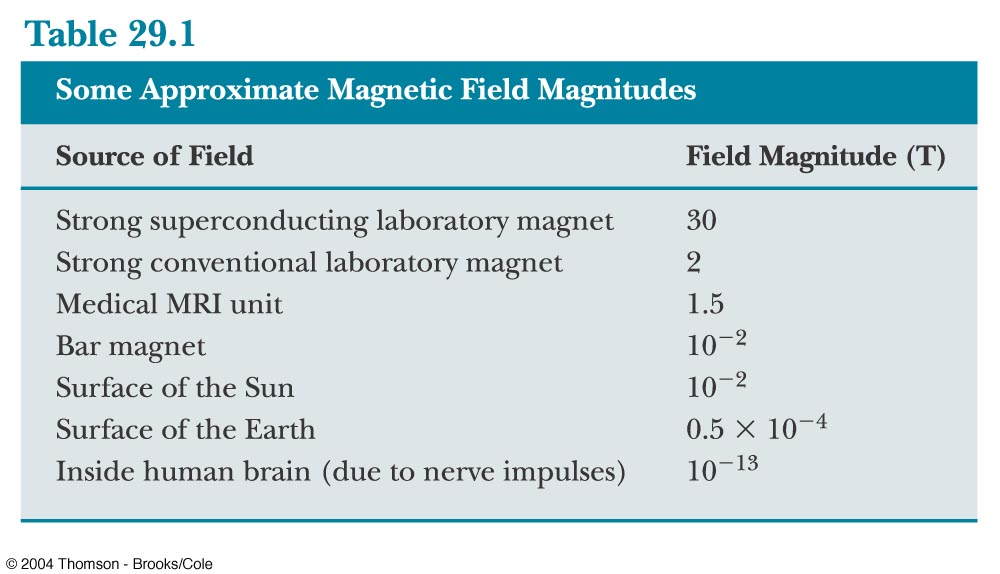 Table 29.1
Some Approximate Magnetic Field Magnitudes
Source of Field Field Magnitude (T)
Strong superconducting laboratory magnet 30
Strong conventional laboratory magnet 2
Medical MRI unit 1.5
Bar magnet 10⁻²
Surface of the Sun 10⁻²
Surface of the Earth 0.5 × 10⁻⁴
Inside human brain (due to nerve impulses) 10⁻¹³
© 2004 Thomson - Brooks/Cole